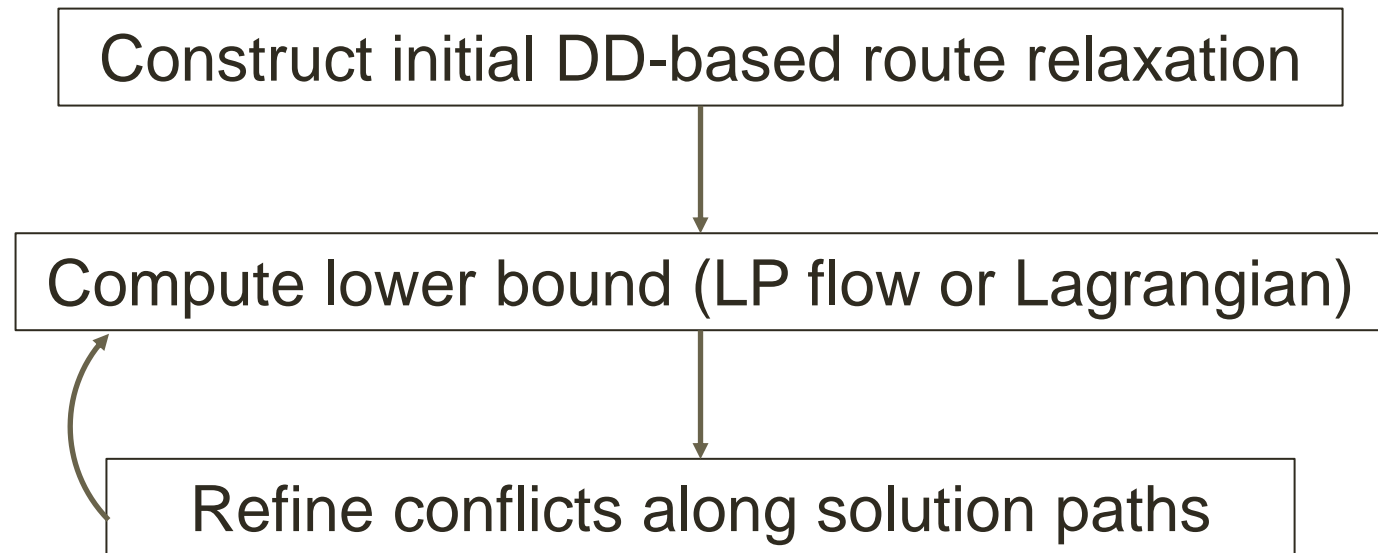 Construct initial DD-based route relaxation
Compute lower bound (LP flow or Lagrangian)
Refine conflicts along solution paths